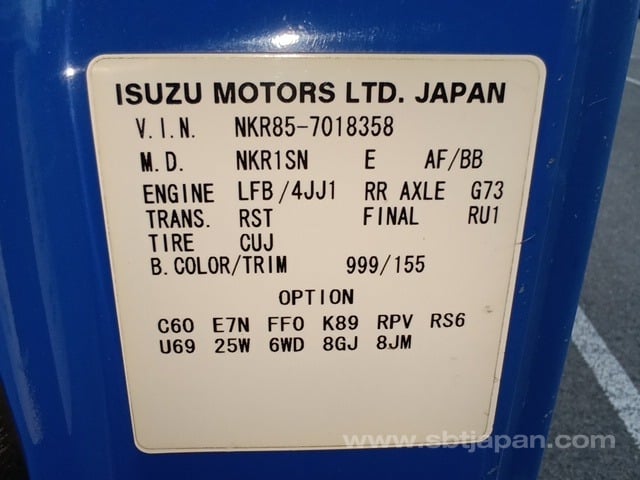 ISUZU MOTORS LTD. JAPAN
V.I.N. NKR85-7018358
M.D. NKR1SN E AF/BB
ENGINE LFB/4JJ1 RR AXLE G73
TRANS. RST FINAL RU1
TIRE CUJ
B.COLOR/TRIM 999/155
OPTION
C60 E7N FF0 K89 RPV RS6
U69 25W 6WD 8GJ 8JM
www.sbtjapan.com